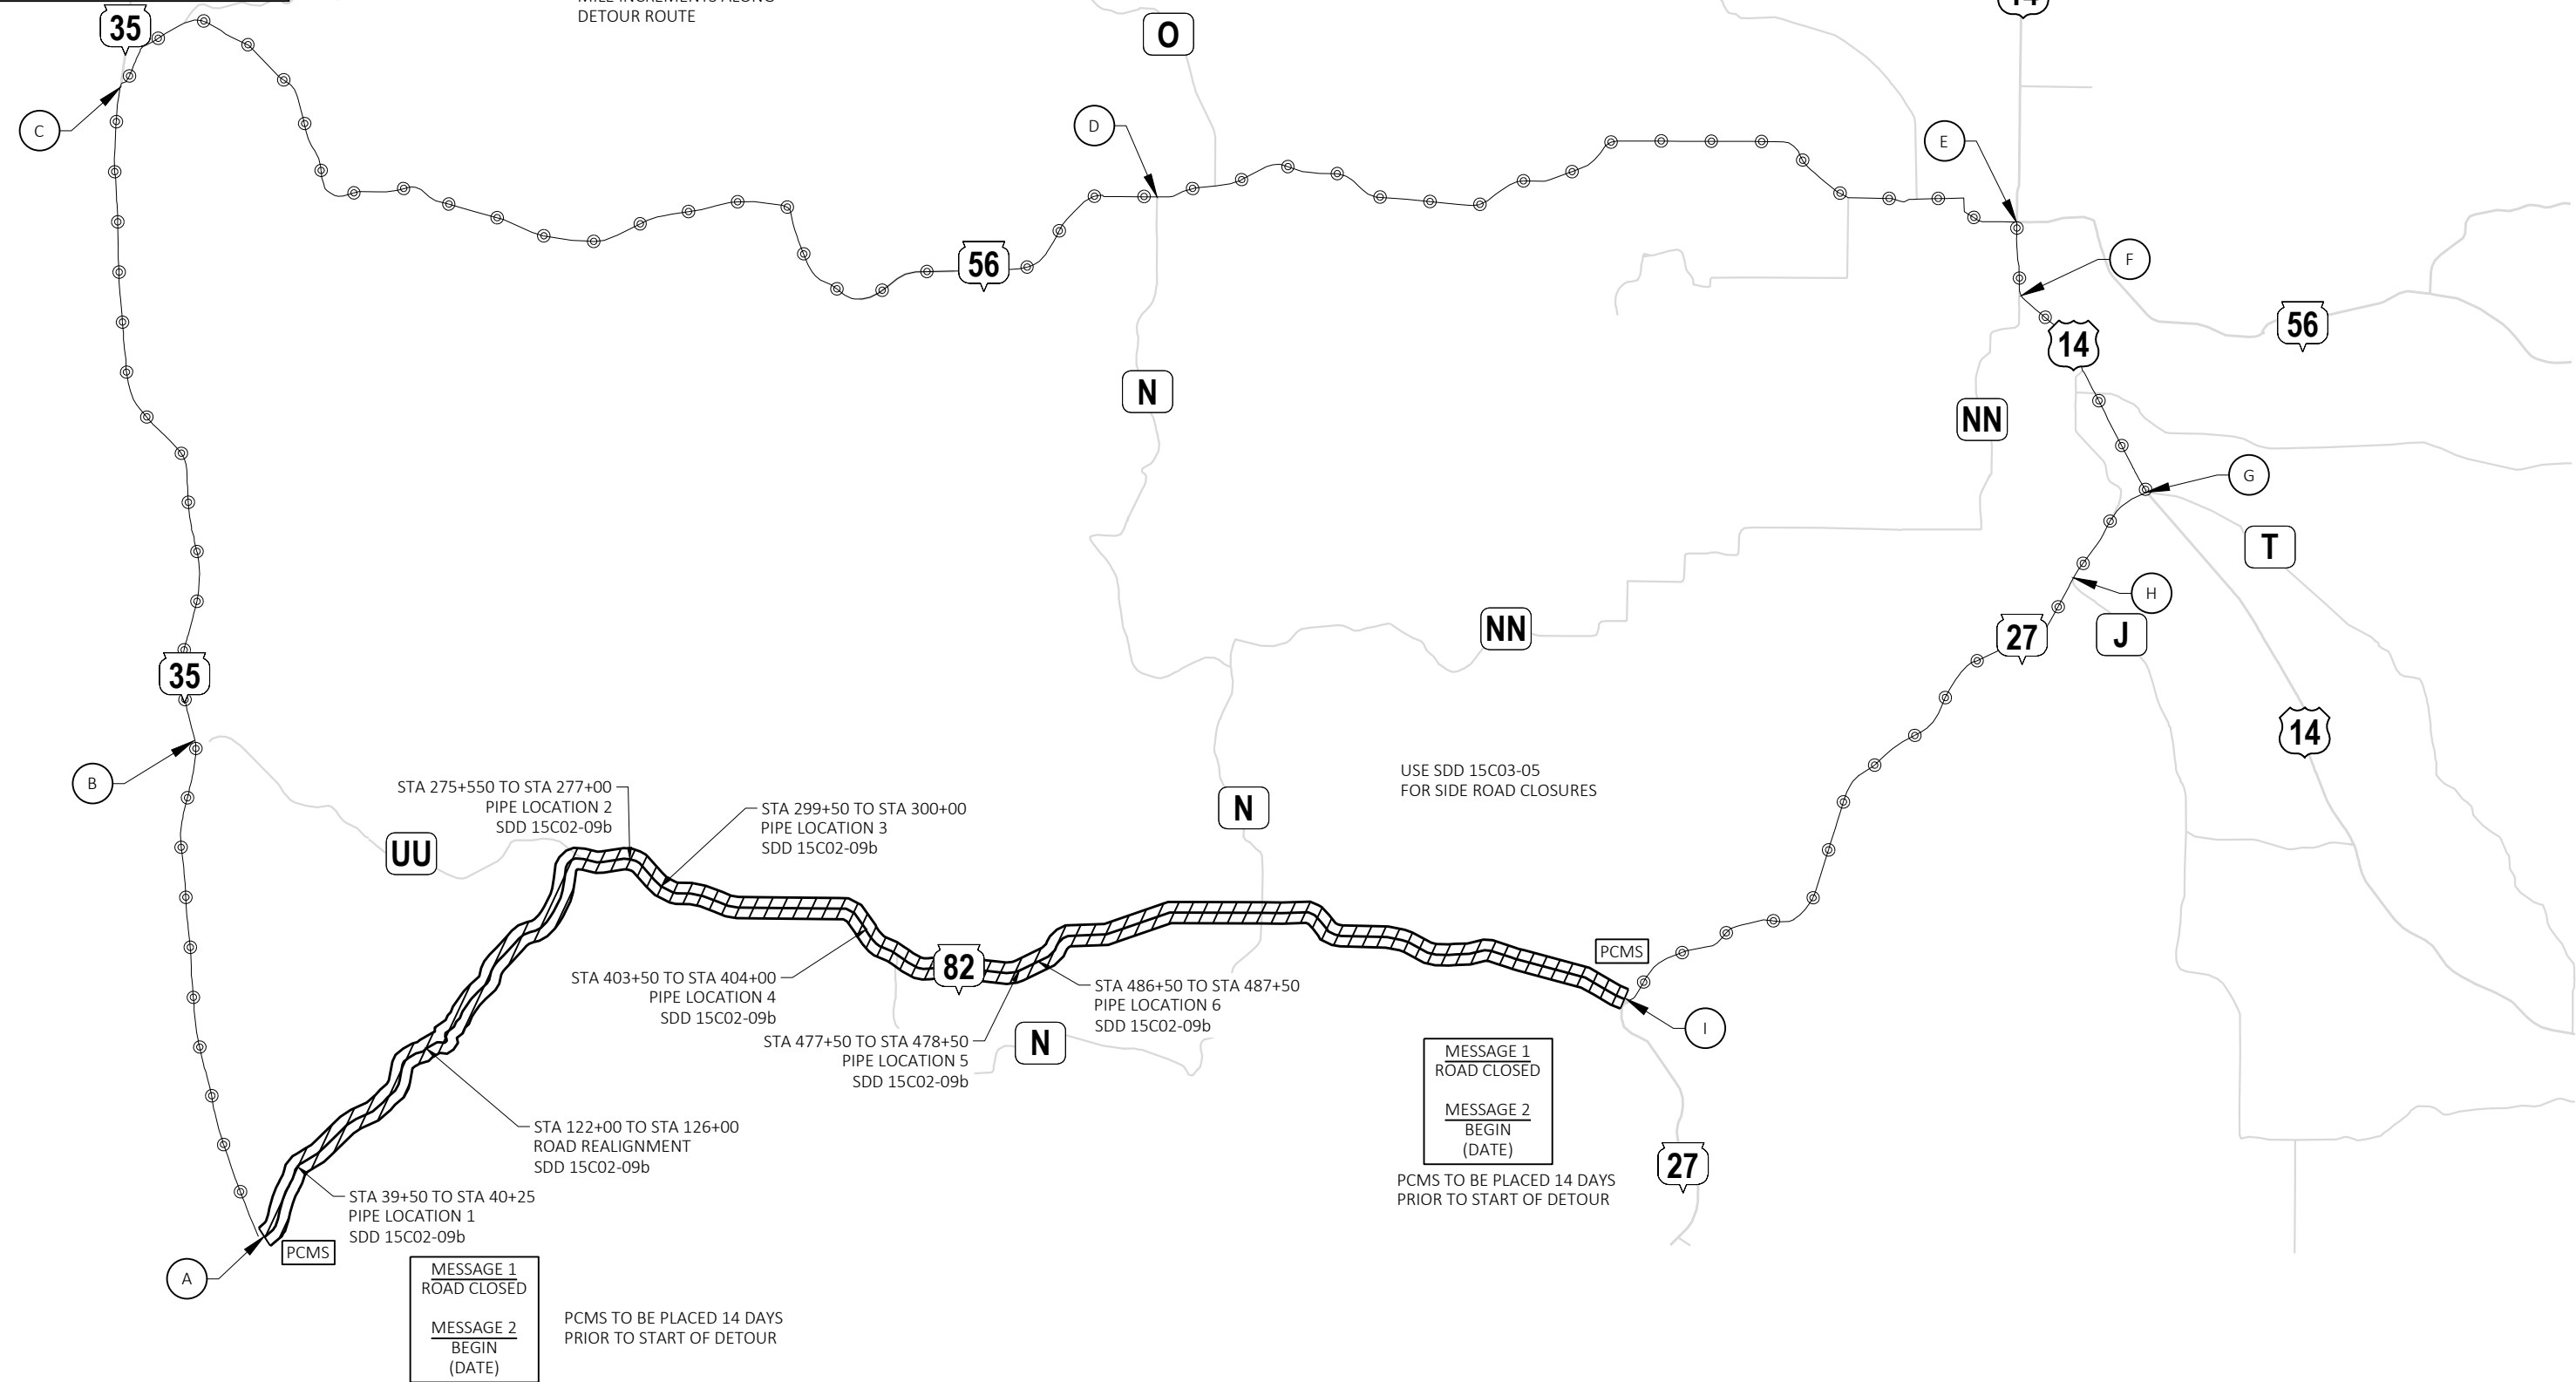 DETOUR ROUTE
35
O
C
D
E
F
56
56
14
N
NN
G
T
H
J
27
NN
35
14
B
USE SDD 15C03-05
FOR SIDE ROAD CLOSURES
N
STA 275+550 TO STA 277+00
PIPE LOCATION 2
SDD 15C02-09b
STA 299+50 TO STA 300+00
PIPE LOCATION 3
SDD 15C02-09b
UU
PCMS
82
STA 403+50 TO STA 404+00
PIPE LOCATION 4
SDD 15C02-09b
STA 486+50 TO STA 487+50
PIPE LOCATION 6
SDD 15C02-09b
I
STA 477+50 TO STA 478+50
PIPE LOCATION 5
SDD 15C02-09b
N
MESSAGE 1
ROAD CLOSED
MESSAGE 2
BEGIN
(DATE)
PCMS TO BE PLACED 14 DAYS
PRIOR TO START OF DETOUR
27
STA 122+00 TO STA 126+00
ROAD REALIGNMENT
SDD 15C02-09b
STA 39+50 TO STA 40+25
PIPE LOCATION 1
SDD 15C02-09b
PCMS
A
MESSAGE 1
ROAD CLOSED
MESSAGE 2
BEGIN
(DATE)
PCMS TO BE PLACED 14 DAYS
PRIOR TO START OF DETOUR